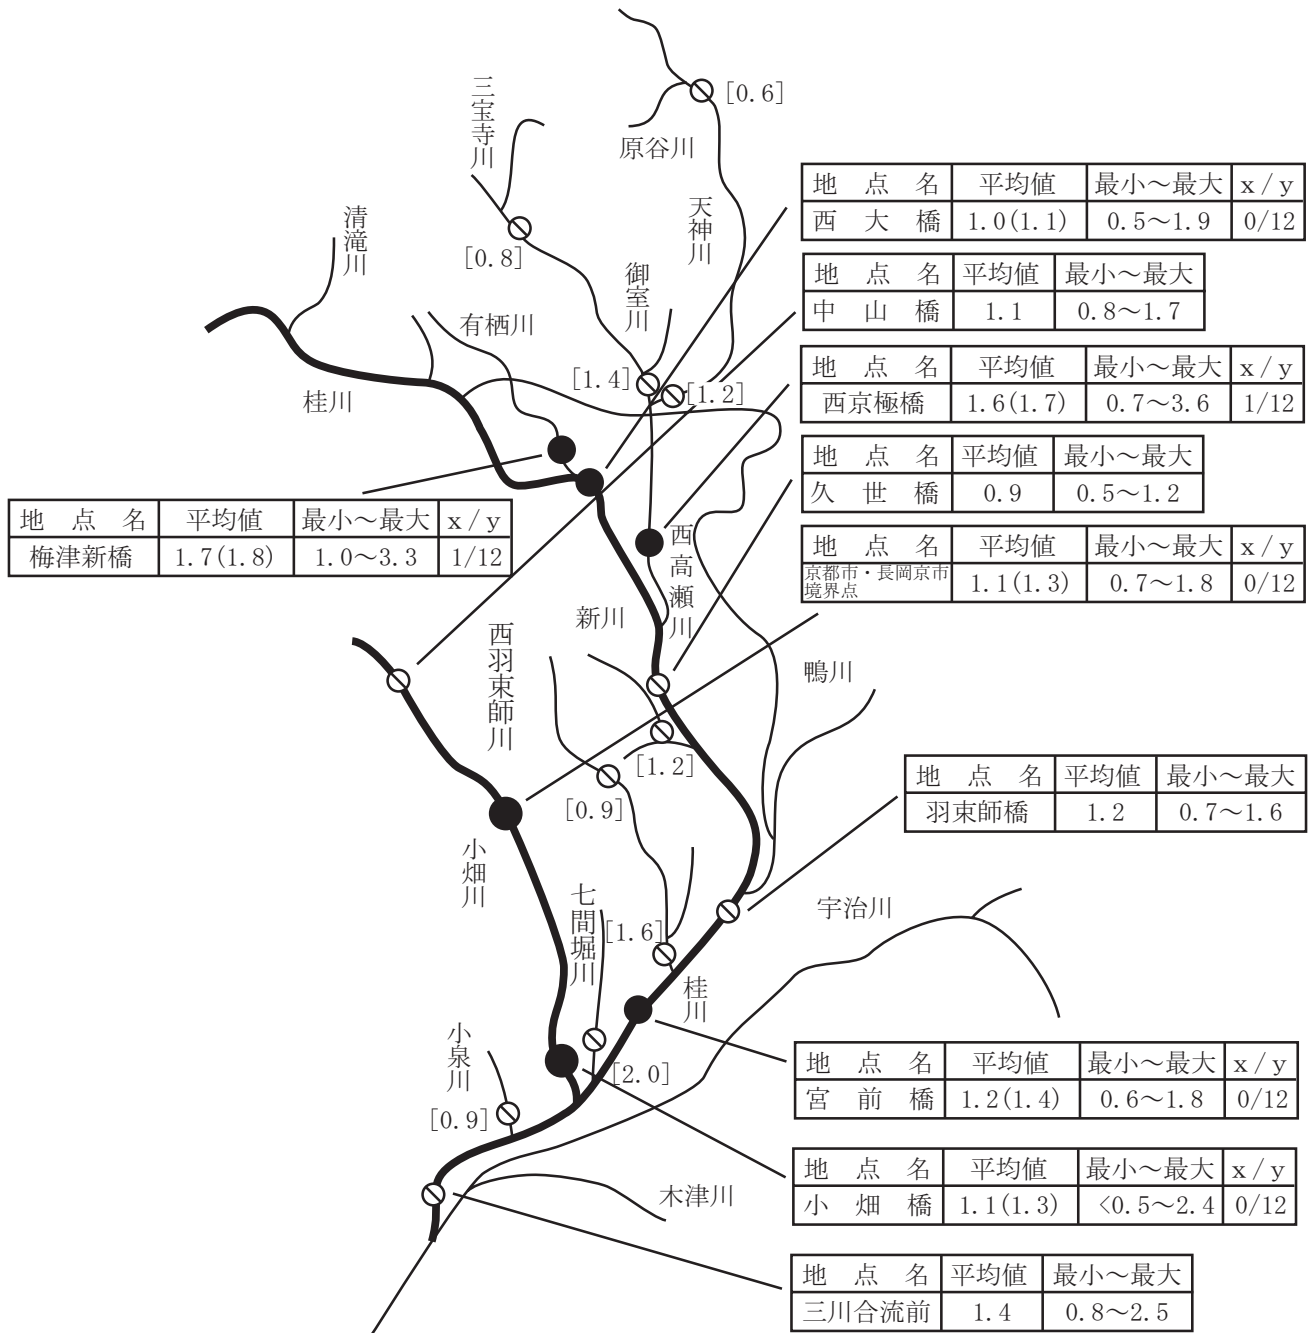 [0.6]
三宝寺川
原谷川
地点名 平均値 最小～最大 x/y
西大橋 1.0(1.1) 0.5～1.9 0/12
天神川
清滝川
[0.8]
御室川
地点名 平均値 最小～最大
中山橋 1.1 0.8～1.7
有栖川
[1.4]
[1.2]
桂川
地点名 平均値 最小～最大 x/y
西京極橋 1.6(1.7) 0.7～3.6 1/12
地点名 平均値 最小～最大
久世橋 0.9 0.5～1.2
地点名 平均値 最小～最大 x/y
梅津新橋 1.7(1.8) 1.0～3.3 1/12
西高瀬川
地点名 平均値 最小～最大 x/y
京都市・長岡京市
境界点 1.1(1.3) 0.7～1.8 0/12
新川
西羽束師川
鴨川
[1.2]
[0.9]
地点名 平均値 最小～最大
羽束師橋 1.2 0.7～1.6
小畑川
七間堀川
[1.6]
宇治川
桂川
小泉川
[2.0]
[0.9]
地点名 平均値 最小～最大 x/y
宮前橋 1.2(1.4) 0.6～1.8 0/12
地点名 平均値 最小～最大 x/y
小畑橋 1.1(1.3) <0.5～2.4 0/12
木津川
地点名 平均値 最小～最大
三川合流前 1.4 0.8～2.5